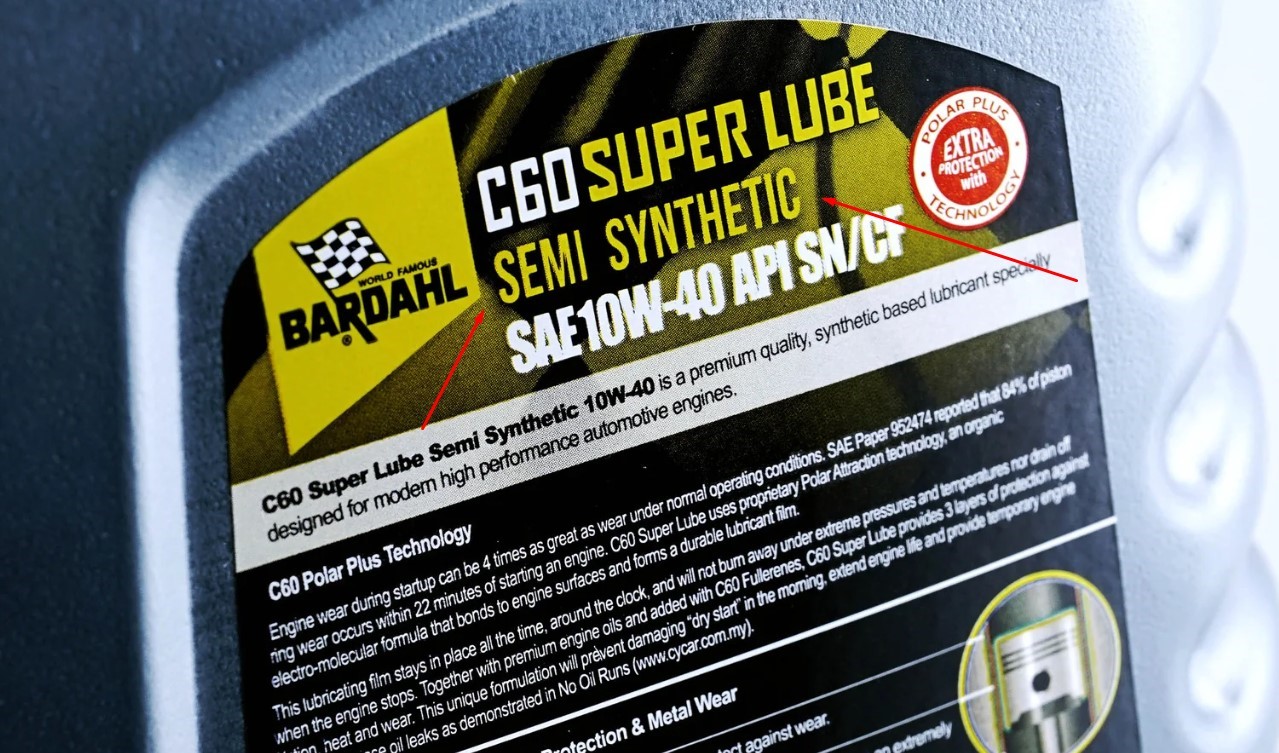 WORLD FAMOUS
BARDAHL
®
C60 SUPER LUBE
SEMI SYNTHETIC
SAE10W-40 API SN/CF
POLAR PLUS
EXTRA
PROTECTION
with
TECHNOLOGY
C60 Super Lube Semi Synthetic 10W-40 is a premium quality, synthetic based lubricant specially
designed for modern high performance automotive engines.
C60 Polar Plus Technology
Engine wear during startup can be 4 times as great as wear under normal operating conditions. SAE Paper 952474 reported that 84% of piston
ring wear occurs within 22 minutes of starting an engine. C60 Super Lube uses proprietary Polar Attraction technology, an organic
electro-molecular formula that bonds to engine surfaces and forms a durable lubricant film.
This lubricating film stays in place all the time, around the clock, and will not burn away under extreme pressures and temperatures nor drain off
when the engine stops. Together with premium engine oils and added with C60 Fullerenes, C60 Super Lube provides 3 layers of protection against
heat and wear. This unique formulation will prevent damaging "dry start" in the morning, extend engine life and provide temporary engine
oil leaks as demonstrated in No Oil Runs (www.cycar.com.my).
Protection & Metal Wear
against wear.
extremely